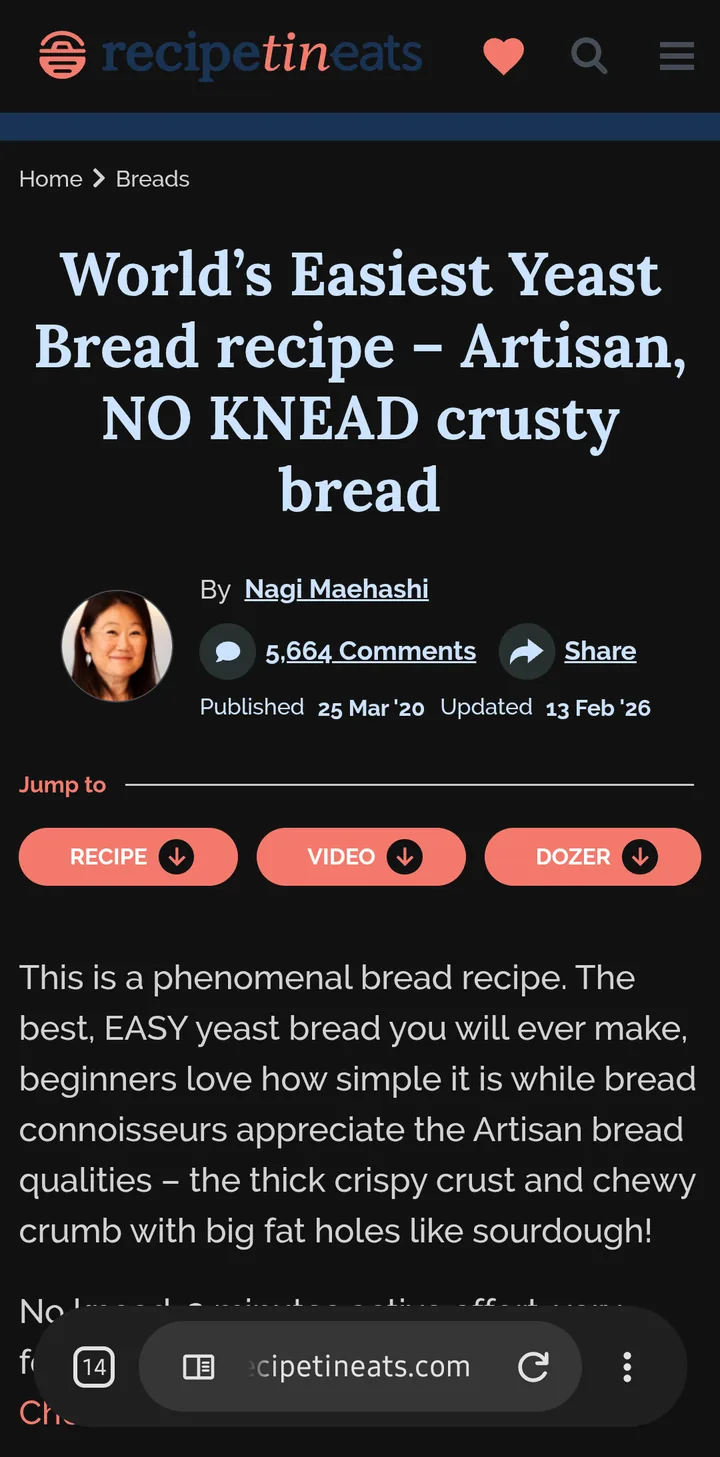 recipetineats
Home Breads
World’s Easiest Yeast
Bread recipe – Artisan,
NO KNEAD crusty
bread
By Nagi Maehashi
5,664 Comments Share
Published 25 Mar '20 Updated 13 Feb '26
Jump to
RECIPE VIDEO DOZER
This is a phenomenal bread recipe. The
best, EASY yeast bread you will ever make,
beginners love how simple it is while bread
connoisseurs appreciate the Artisan bread
qualities – the thick crispy crust and chewy
crumb with big fat holes like sourdough!
No
14 ecipetineats.com